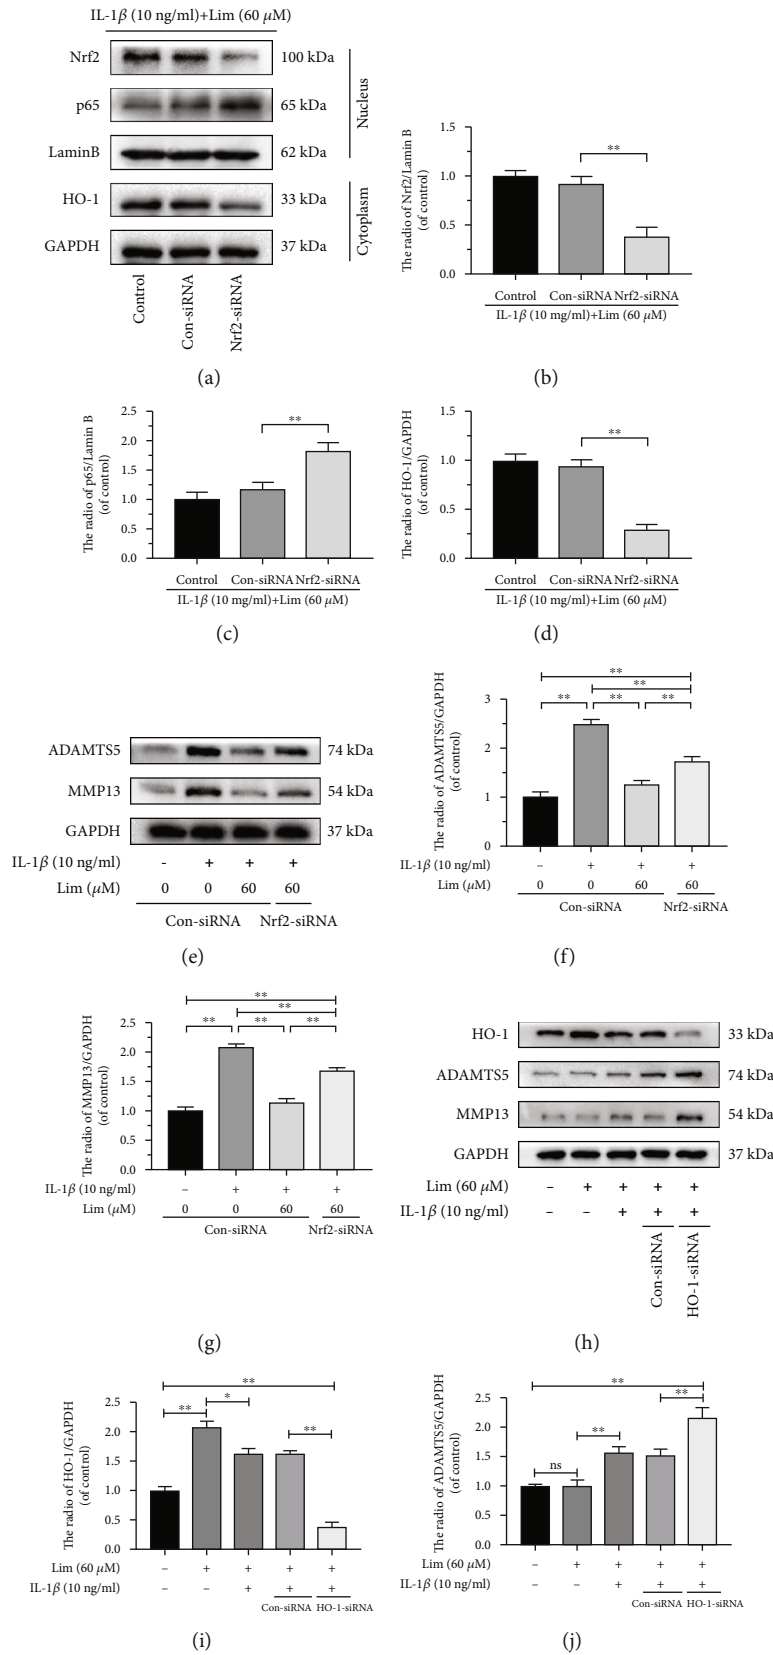 IL-1β (10 ng/ml)+Lim (60 μM)
Nrf2 100 kDa
p65 65 kDa
LaminB 62 kDa
Nucleus
HO-1 33 kDa
GAPDH 37 kDa
Cytoplasm
Control Con-siRNA Nrf2-siRNA
(a)
The radio of Nrf2/Lamin B
(of control)
1.5
1.0
0.5
0.0
**
Control Con-siRNA Nrf2-siRNA
IL-1β (10 mg/ml)+Lim (60 μM)
(b)
The radio of p65/Lamin B
(of control)
2.5
2.0
1.5
1.0
0.5
0.0
**
Control Con-siRNA Nrf2-siRNA
IL-1β (10 mg/ml)+Lim (60 μM)
(c)
The radio of HO-1/GAPDH
(of control)
1.5
1.0
0.5
0.0
**
Control Con-siRNA Nrf2-siRNA
IL-1β (10 mg/ml)+Lim (60 μM)
(d)
ADAMTS5 74 kDa
MMP13 54 kDa
GAPDH 37 kDa
IL-1β (10 ng/ml) - + + +
Lim (μM) 0 0 60 60
Con-siRNA Nrf2-siRNA
(e)
The radio of ADAMTS5/GAPDH
(of control)
**
**
** ** **
3
2
1
0
IL-1β (10 ng/ml) – + + +
Lim (μM) 0 0 60 60
Con-siRNA Nrf2-siRNA
(f)
The radio of MMP13/GAPDH
(of control)
**
**
** ** **
2.5
2.0
1.5
1.0
0.5
0.0
IL-1β (10 ng/ml) – + + +
Lim (μM) 0 0 60 60
Con-siRNA Nrf2-siRNA
(g)
HO-1 33 kDa
ADAMTS5 74 kDa
MMP13 54 kDa
GAPDH 37 kDa
Lim (60 μM) – + + + +
IL-1β (10 ng/ml) – – + + +
Con-siRNA HO-1-siRNA
(h)
The radio of HO-1/GAPDH
(of control)
**
** * **
2.5
2.0
1.5
1.0
0.5
0.0
Lim (60 μM) – + + + +
IL-1β (10 ng/ml) – – + + +
Con-siRNA HO-1-siRNA
(i)
The radio of ADAMTS5/GAPDH
(of control)
**
ns ** **
2.5
2.0
1.5
1.0
0.5
0.0
Lim (60 μM) – + + + +
IL-1β (10 ng/ml) – – + + +
Con-siRNA HO-1-siRNA
(j)